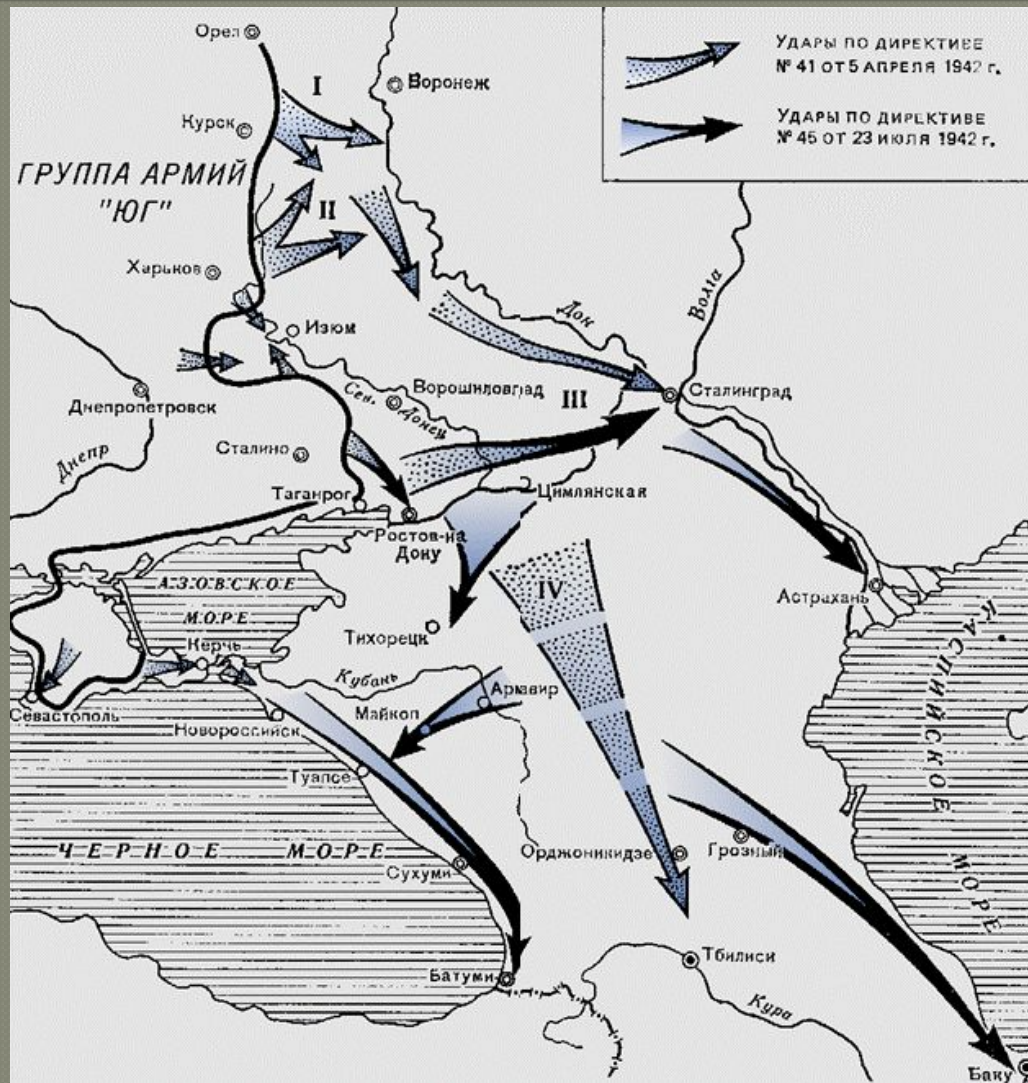 Орел
I
Воронеж
Курск
УДАРЫ ПО ДИРЕКТИВЕ
№ 41 ОТ 5 АПРЕЛЯ 1942 г.
УДАРЫ ПО ДИРЕКТИВЕ
№ 45 ОТ 23 ИЮЛЯ 1942 г.
ГРУППА АРМИЙ
"ЮГ"
II
Харьков
Изюм
Дон
Волга
Днепропетровск
Ворошиловград
III
Сталинград
Сев. Донец
Днепр
Сталино
Таганрог
Цимлянская
Ростов-на
Дону
АЗОВСКОЕ
МОРЕ
IV
Астрахань
Тихорецк
Керчь
Кубань
Армавир
Майкоп
Севастополь
Новороссийск
Туапсе
КАСПИЙСКОЕ
МОРЕ
ЧЕРНОЕ МОРЕ
Сухуми
Орджоникидзе
Грозный
Батуми
Тбилиси
Кура
Баку